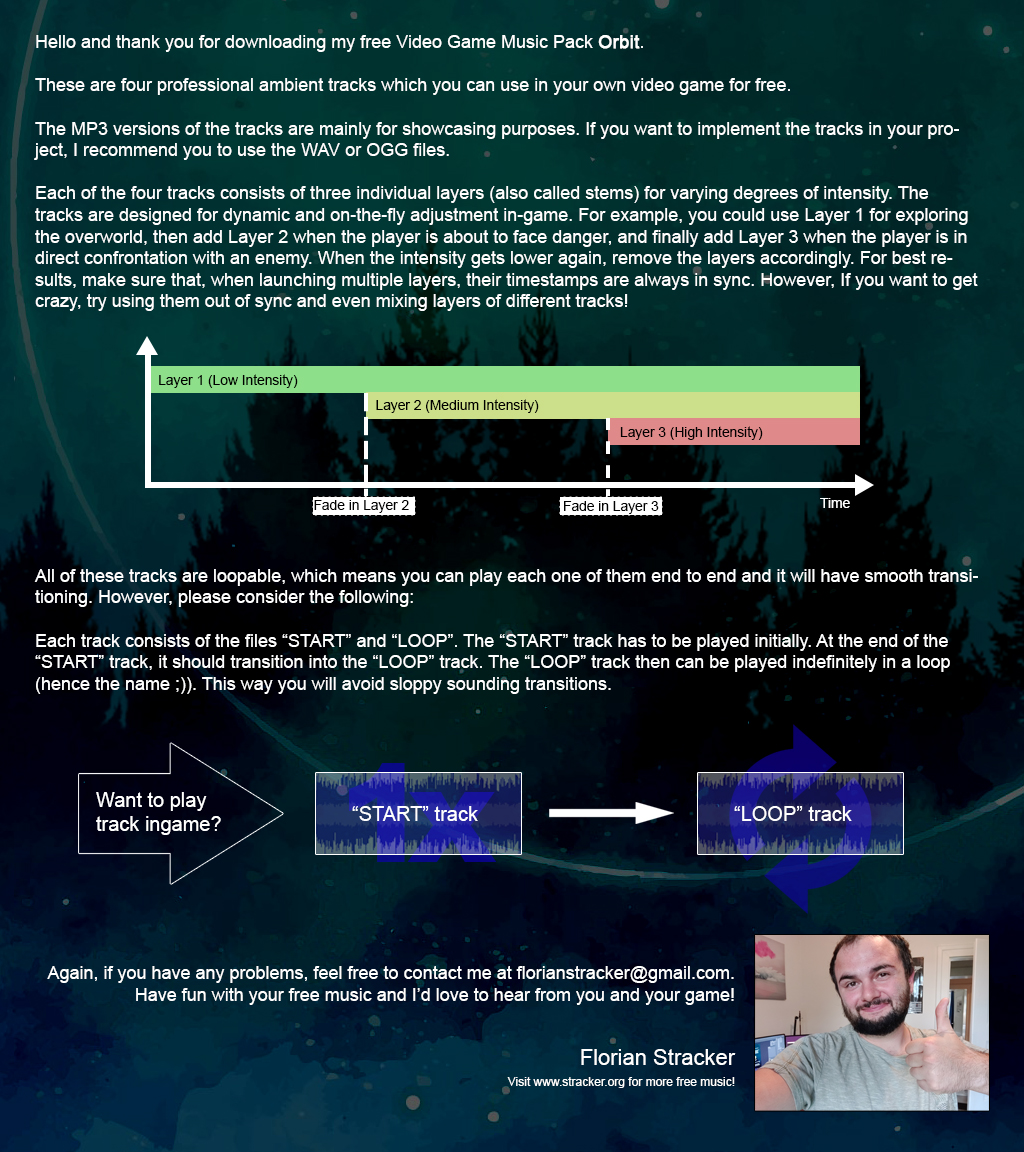 Hello and thank you for downloading my free Video Game Music Pack Orbit.
These are four professional ambient tracks which you can use in your own video game for free.
The MP3 versions of the tracks are mainly for showcasing purposes. If you want to implement the tracks in your pro-
ject, I recommend you to use the WAV or OGG files.
Each of the four tracks consists of three individual layers (also called stems) for varying degrees of intensity. The
tracks are designed for dynamic and on-the-fly adjustment in-game. For example, you could use Layer 1 for exploring
the overworld, then add Layer 2 when the player is about to face danger, and finally add Layer 3 when the player is in
direct confrontation with an enemy. When the intensity gets lower again, remove the layers accordingly. For best re-
sults, make sure that, when launching multiple layers, their timestamps are always in sync. However, If you want to get
crazy, try using them out of sync and even mixing layers of different tracks!
Layer 1 (Low Intensity)
Layer 2 (Medium Intensity)
Layer 3 (High Intensity)
Fade in Layer 2
Fade in Layer 3
Time
All of these tracks are loopable, which means you can play each one of them end to end and it will have smooth transi-
tioning. However, please consider the following:
Each track consists of the files “START” and “LOOP”. The “START” track has to be played initially. At the end of the
“START” track, it should transition into the “LOOP” track. The “LOOP” track then can be played indefinitely in a loop
(hence the name ;)). This way you will avoid sloppy sounding transitions.
Want to play
track ingame?
1x
“START” track
“LOOP” track
Again, if you have any problems, feel free to contact me at florianstracker@gmail.com.
Have fun with your free music and I’d love to hear from you and your game!
Florian Stracker
Visit www.stracker.org for more free music!